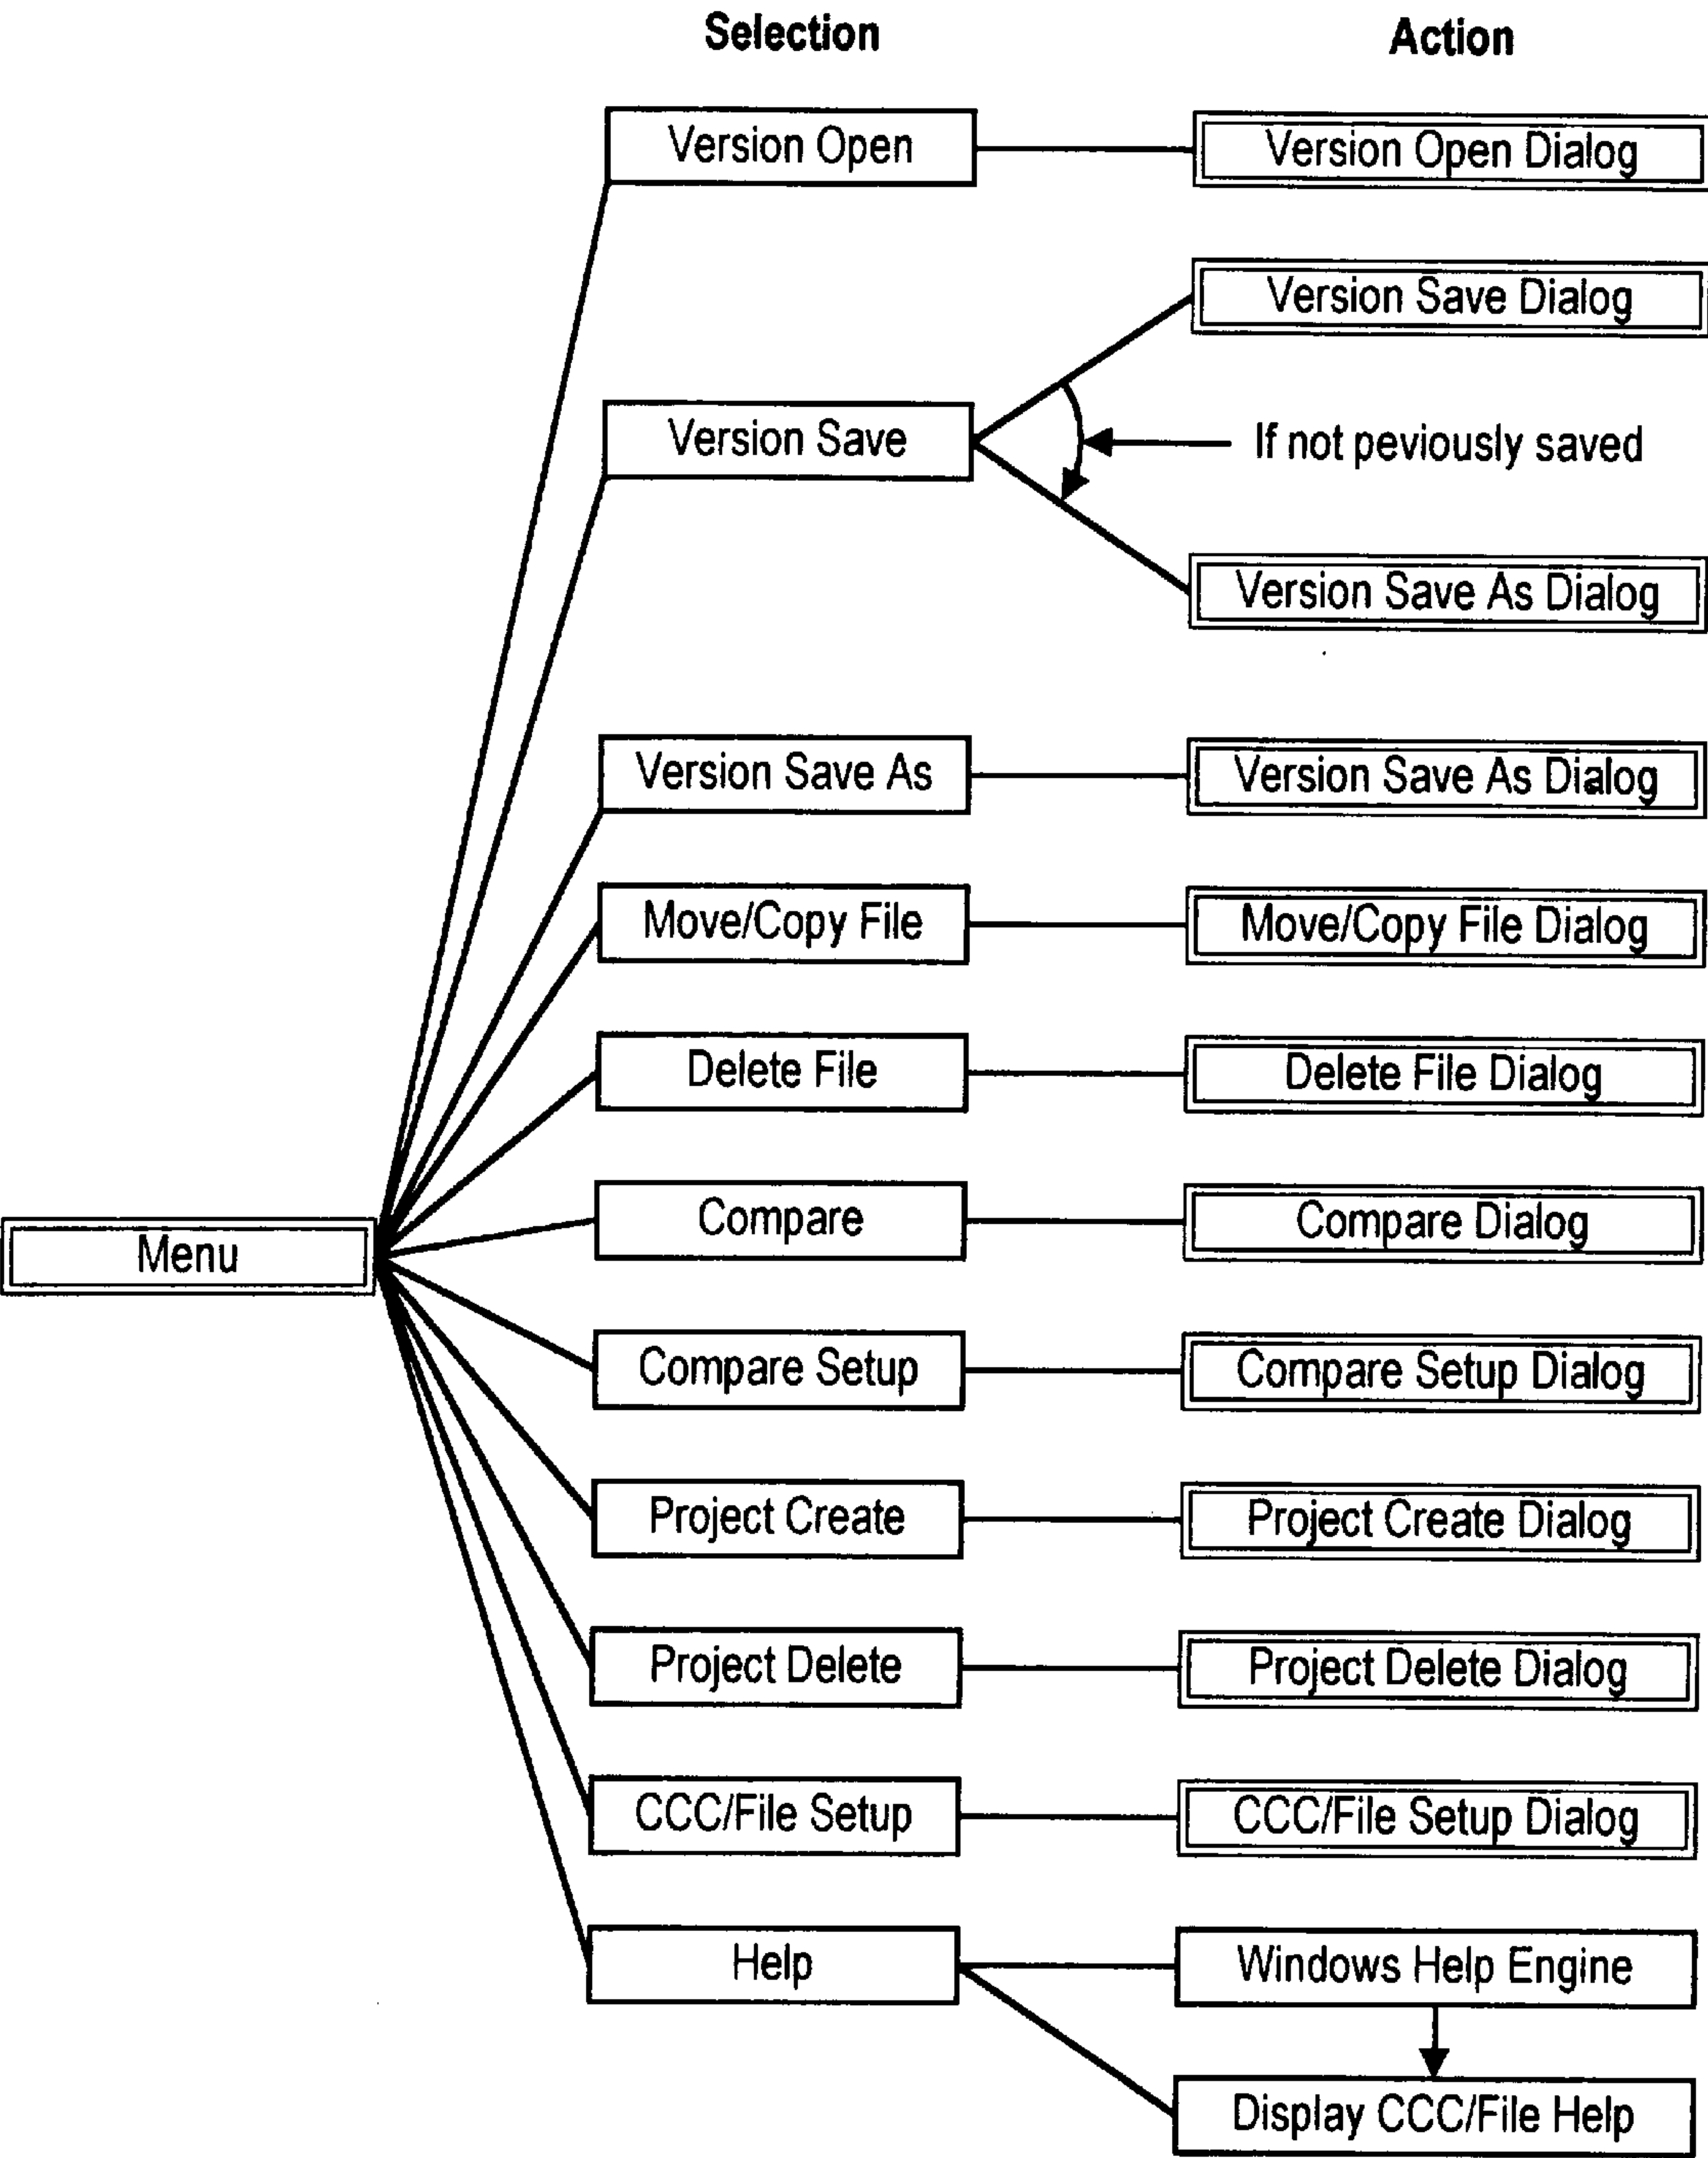 Selection
Action
Version Open
Version Open Dialog
Version Save Dialog
Version Save
If not peviously saved
Version Save As Dialog
Version Save As
Version Save As Dialog
Move/Copy File
Move/Copy File Dialog
Delete File
Delete File Dialog
Menu
Compare
Compare Dialog
Compare Setup
Compare Setup Dialog
Project Create
Project Create Dialog
Project Delete
Project Delete Dialog
CCC/File Setup
CCC/File Setup Dialog
Help
Windows Help Engine
Display CCC/File Help